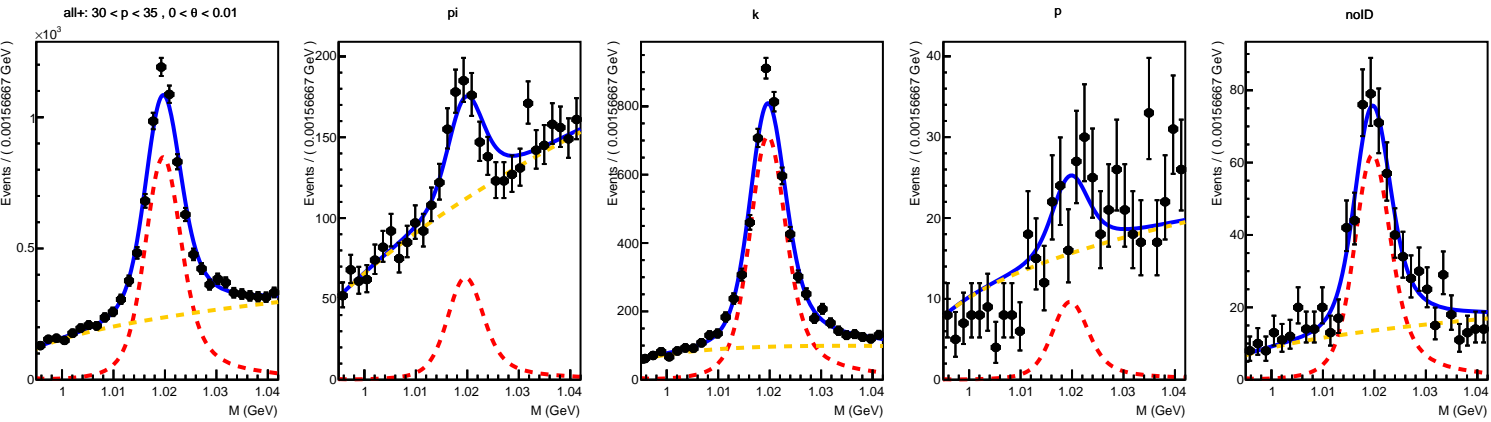 all+: 30 < p < 35 , 0 < θ < 0.01
×10³
Events / ( 0.00156667 GeV )
1
0.5
0
1 1.01 1.02 1.03 1.04
M (GeV)
pi
Events / ( 0.00156667 GeV )
200
150
100
50
0
1 1.01 1.02 1.03 1.04
M (GeV)
k
Events / ( 0.00156667 GeV )
800
600
400
200
0
1 1.01 1.02 1.03 1.04
M (GeV)
p
Events / ( 0.00156667 GeV )
40
30
20
10
0
1 1.01 1.02 1.03 1.04
M (GeV)
noID
Events / ( 0.00156667 GeV )
80
60
40
20
0
1 1.01 1.02 1.03 1.04
M (GeV)